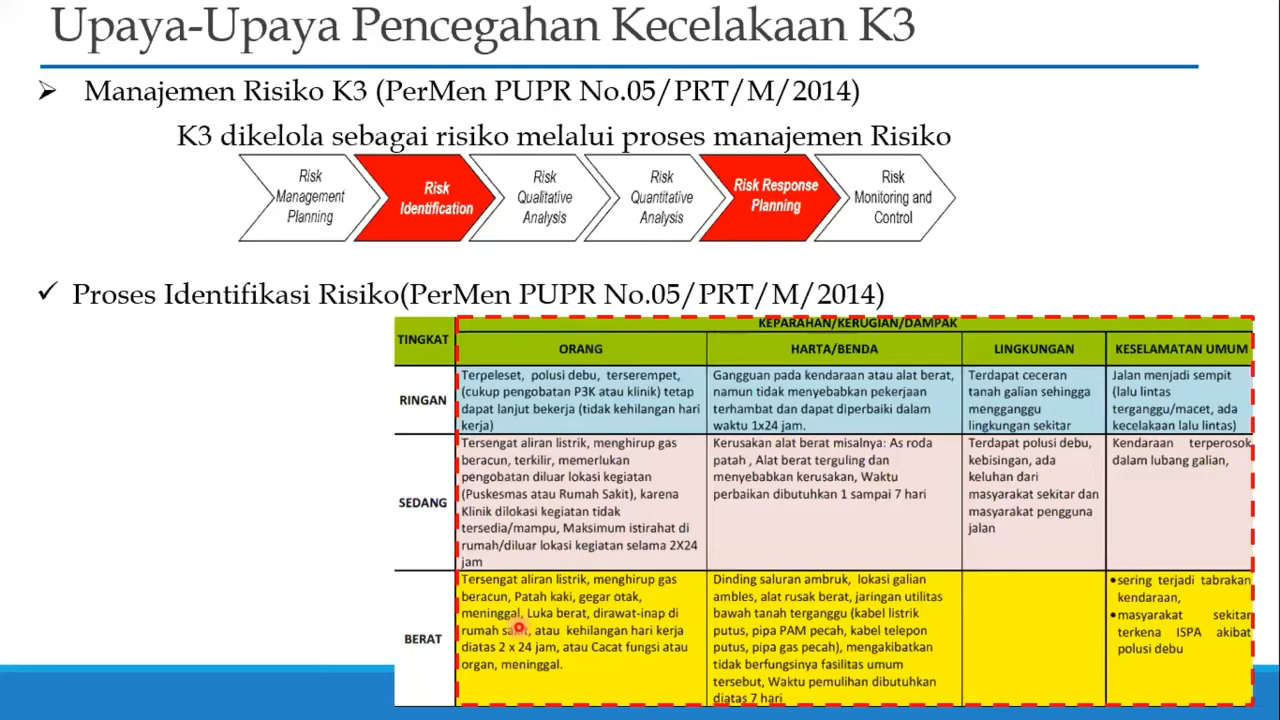 Upaya-Upaya Pencegahan Kecelakaan K3
➢ Manajemen Risiko K3 (PerMen PUPR No.05/PRT/M/2014)
K3 dikelola sebagai risiko melalui proses manajemen Risiko
Risk
Management
Planning
Risk
Identification
Risk
Qualitative
Analysis
Risk
Quantitative
Analysis
Risk Response
Planning
Risk
Monitoring and
Control
✓ Proses Identifikasi Risiko(PerMen PUPR No.05/PRT/M/2014)
TINGKAT
KEPARAHAN/KERUGIAN/DAMPAK
ORANG
HARTA/BENDA
LINGKUNGAN
KESELAMATAN UMUM
RINGAN
Terpeleset, polusi debu, terserempet,
(cukup pengobatan P3K atau klinik) tetap
dapat lanjut bekerja (tidak kehilangan hari
kerja)
Gangguan pada kendaraan atau alat berat,
namun tidak menyebabkan pekerjaan
terhambat dan dapat diperbaiki dalam
waktu 1x24 jam.
Terdapat ceceran
tanah galian sehingga
mengganggu
lingkungan sekitar
Jalan menjadi sempit
(lalu lintas
terganggu/macet, ada
kecelakaan lalu lintas)
SEDANG
Tersengat aliran listrik, menghirup gas
beracun, terkilir, memerlukan
pengobatan diluar lokasi kegiatan
(Puskesmas atau Rumah Sakit), karena
Klinik dilokasi kegiatan tidak
tersedia/mampu, Maksimum istirahat di
rumah/diluar lokasi kegiatan selama 2X24
jam
Kerusakan alat berat misalnya: As roda
patah , Alat berat terguling dan
menyebabkan kerusakan, Waktu
perbaikan dibutuhkan 1 sampai 7 hari
Terdapat polusi debu,
kebisingan, ada
keluhan dari
masyarakat sekitar dan
masyarakat pengguna
jalan
Kendaraan terperosok
dalam lubang galian,
BERAT
Tersengat aliran listrik, menghirup gas
beracun, Patah kaki, gegar otak,
meninggal, Luka berat, dirawat-inap di
rumah sakit, atau kehilangan hari kerja
diatas 2 x 24 jam, atau Cacat fungsi atau
organ, meninggal.
Dinding saluran ambruk, lokasi galian
ambles, alat rusak berat, jaringan utilitas
bawah tanah terganggu (kabel listrik
putus, pipa PAM pecah, kabel telepon
putus, pipa gas pecah), mengakibatkan
tidak berfungsinya fasilitas umum
tersebut, Waktu pemulihan dibutuhkan
diatas 7 hari
•sering terjadi tabrakan
kendaraan,
•masyarakat sekitar
terkena ISPA akibat
polusi debu